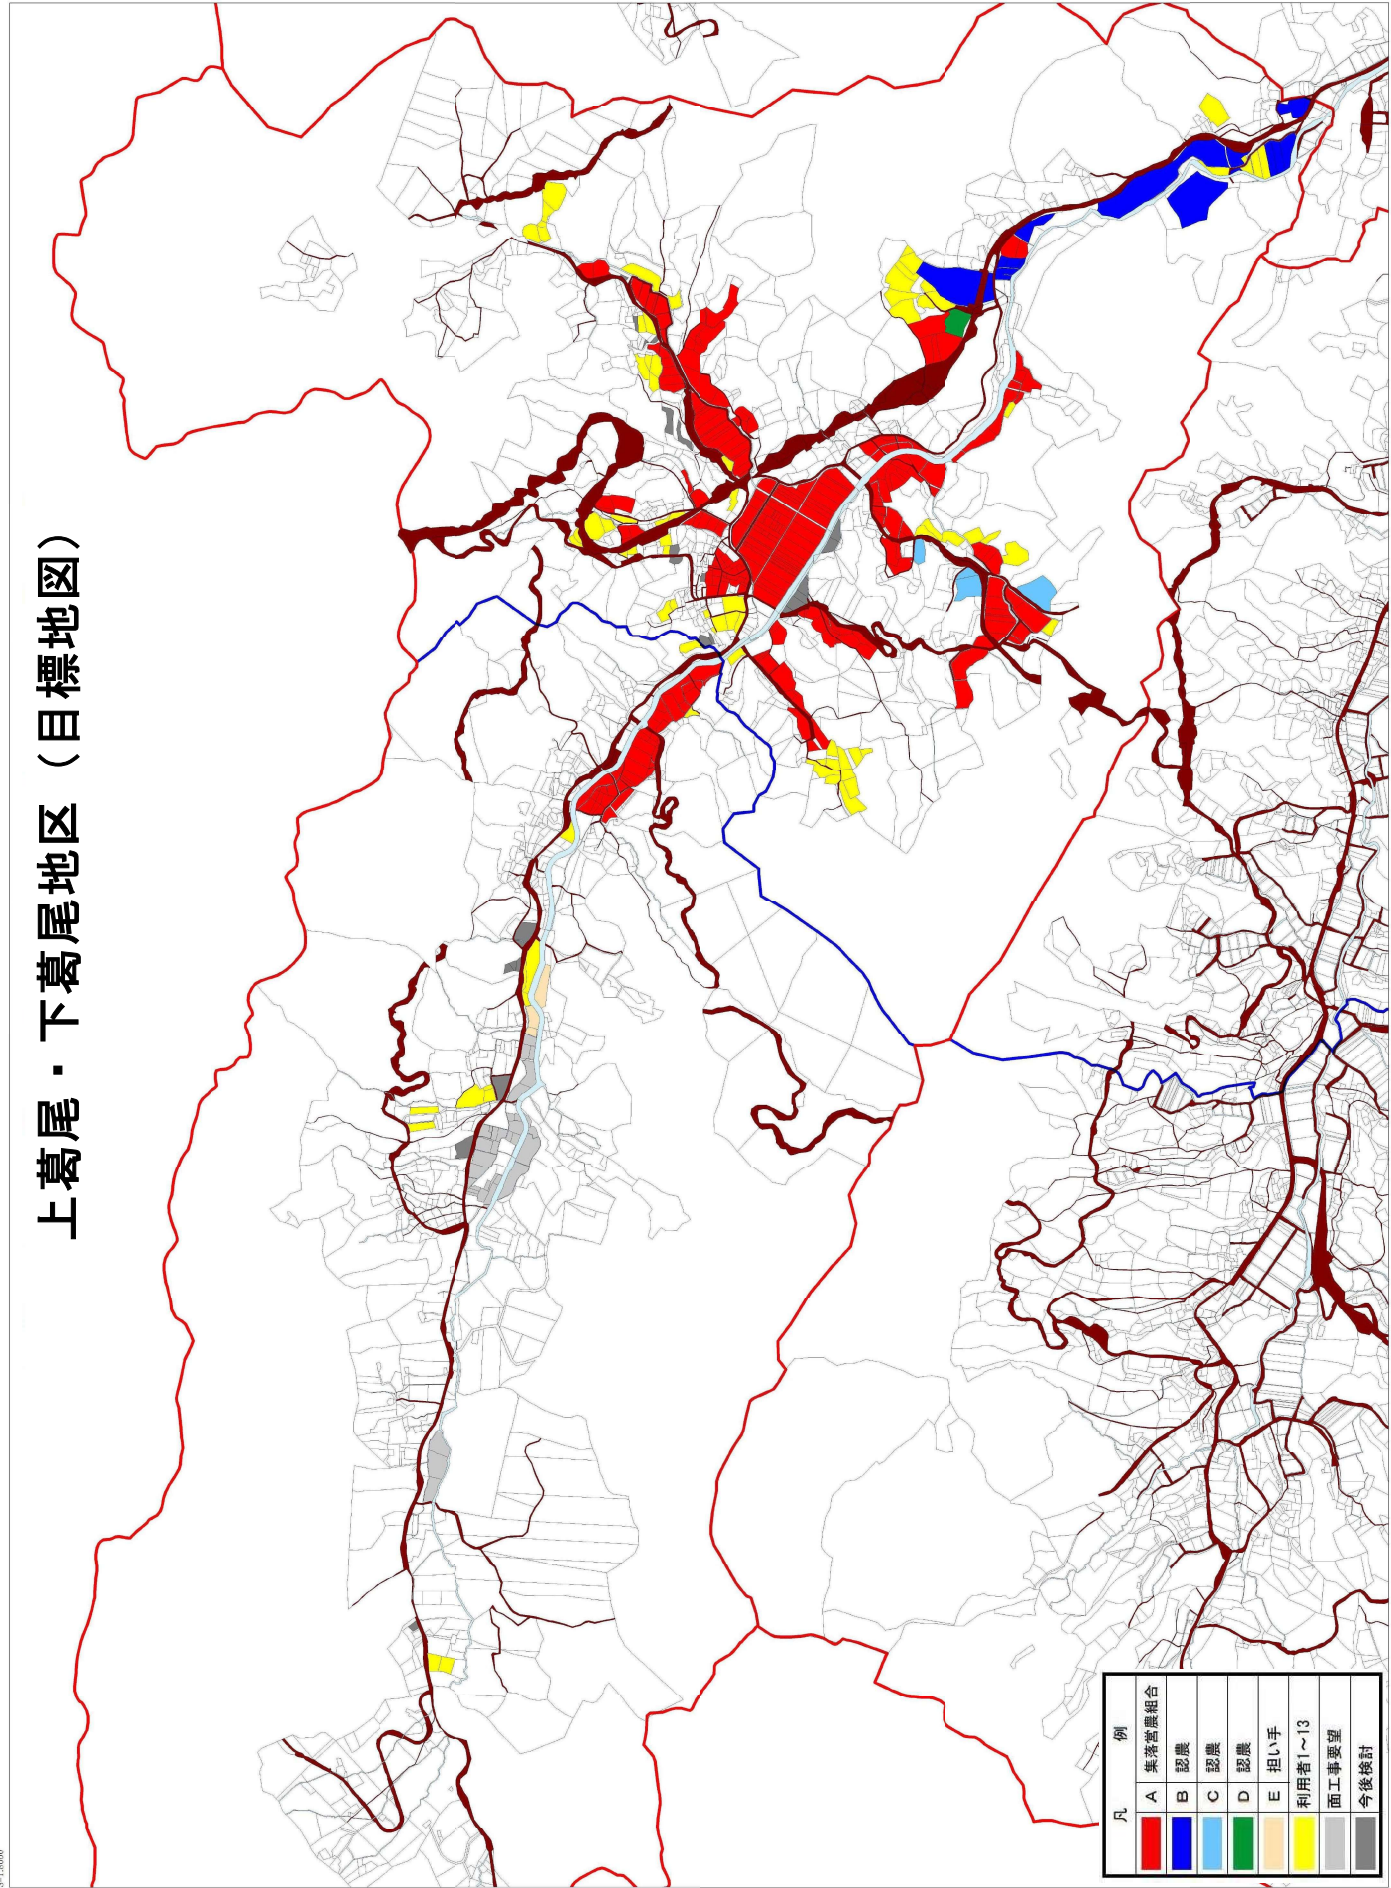 上葛尾・下葛尾地区（目標地図）
凡 例
A 集落営農組合
B 認農
C 認農
D 認農
E 担い手
利用者1～13
面工事要望
今後検討